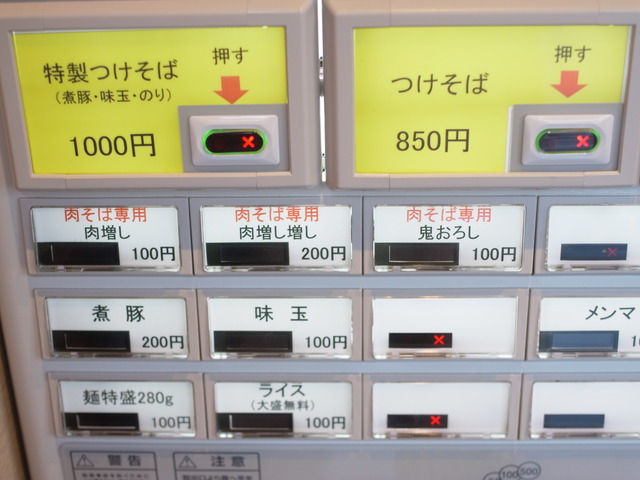 特製つけそば
(煮豚・味玉・のり)
1000円
押す
つけそば
850円
押す
肉そば専用
肉増し
100円
肉そば専用
肉増し増し
200円
肉そば専用
鬼おろし
100円
煮豚
200円
味玉
100円
メンマ
麺特盛280g
100円
ライス
(大盛無料)
100円
警告
注意
100 500